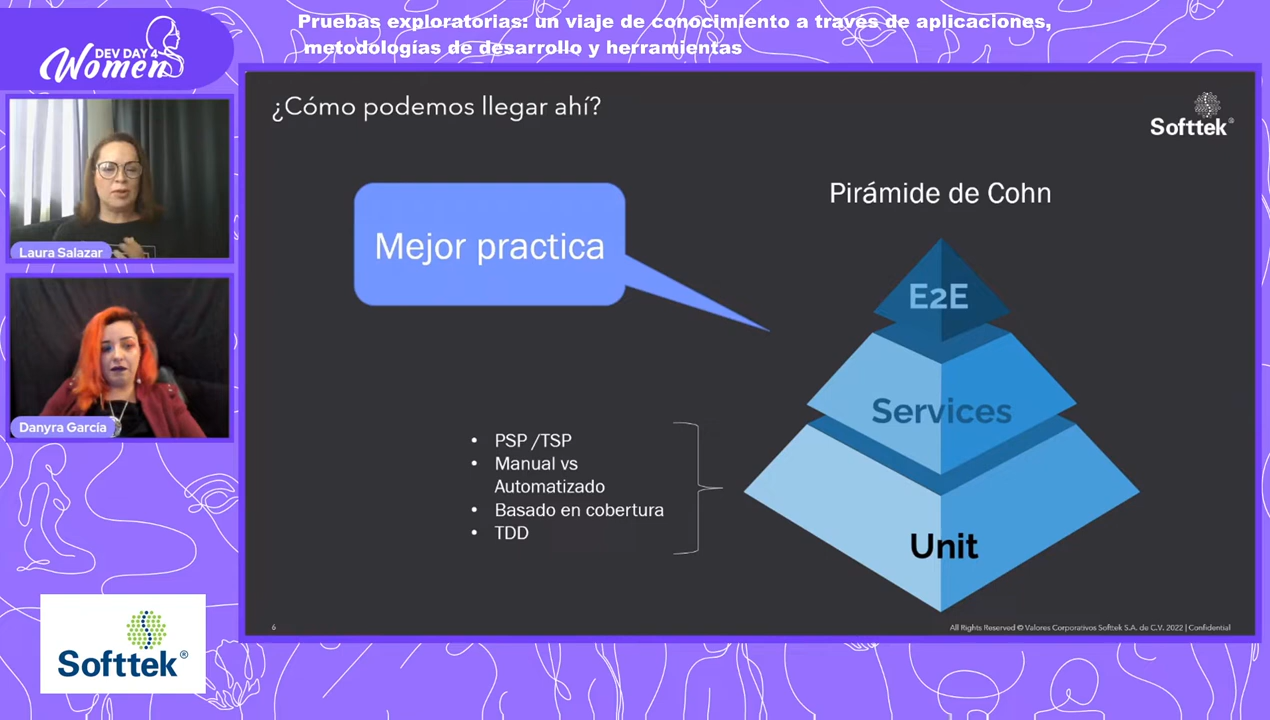 Pruebas exploratorias: un viaje de conocimiento a través de aplicaciones,
metodologías de desarrollo y herramientas
DEV DAY 4
Women
Laura Salazar
Danyra García
Softtek®
¿Cómo podemos llegar ahí?
Softtek®
Mejor practica
Pirámide de Cohn
E2E
Services
Unit
• PSP /TSP
• Manual vs
Automatizado
• Basado en cobertura
• TDD
6
All Rights Reserved © Valores Corporativos Softtek S.A. de C.V. 2022 | Confidential